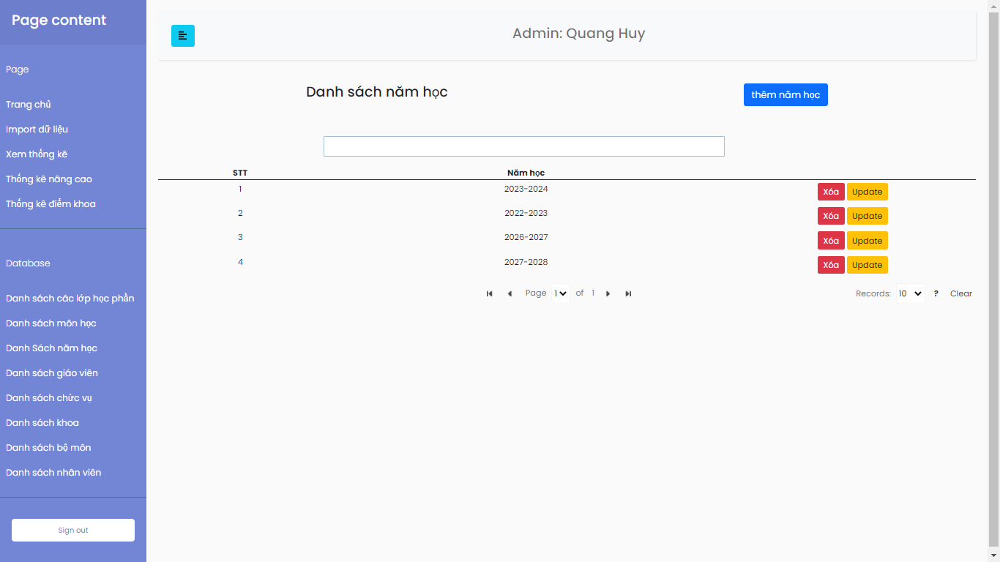 Page content
Page
Trang chủ
Import dữ liệu
Xem thống kê
Thống kê nâng cao
Thống kê điểm khoa
Database
Danh sách các lớp học phần
Danh sách môn học
Danh Sách năm học
Danh sách giáo viên
Danh sách chức vụ
Danh sách khoa
Danh sách bộ môn
Danh sách nhân viên
Sign out
Admin: Quang Huy
Danh sách năm học
thêm năm học
STT Năm học
1 2023-2024 Xóa Update
2 2022-2023 Xóa Update
3 2026-2027 Xóa Update
4 2027-2028 Xóa Update
Page 1 of 1 Records: 10 ? Clear